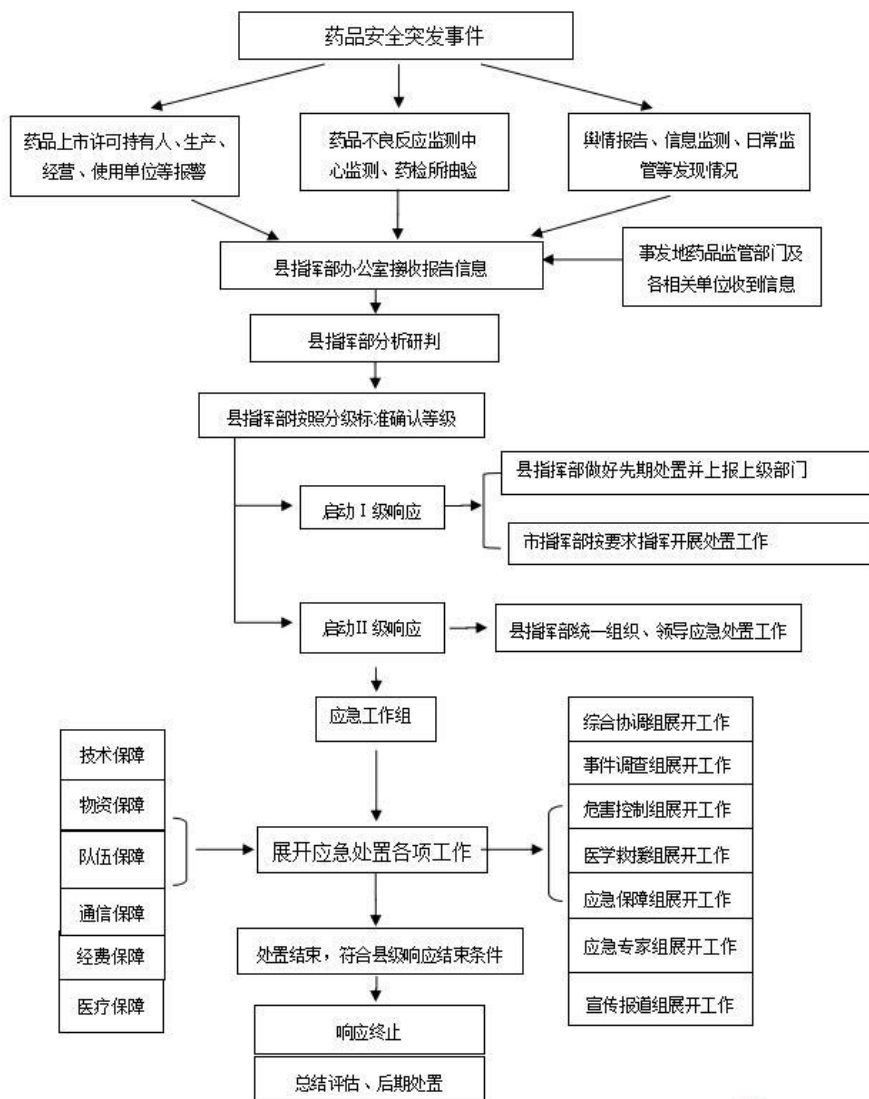 药品安全突发事件
药品上市许可持有人、生产、
经营、使用单位等报警
药品不良反应监测中
心监测、药检所抽验
舆情报告、信息监测、日常监
管等发现情况
县指挥部办公室接收报告信息
事发地药品监管部门及
各相关单位收到信息
县指挥部分析研判
县指挥部按照分级标准确认等级
启动 I 级响应
县指挥部做好先期处置并上报上级部门
市指挥部按要求指挥开展处置工作
启动II 级响应
县指挥部统一组织、领导应急处置工作
应急工作组
技术保障
物资保障
队伍保障
通信保障
经费保障
医疗保障
展开应急处置各项工作
综合协调组展开工作
事件调查组展开工作
危害控制组展开工作
医学救援组展开工作
应急保障组展开工作
应急专家组展开工作
宣传报道组展开工作
处置结束，符合县级响应结束条件
响应终止
总结评估、后期处置